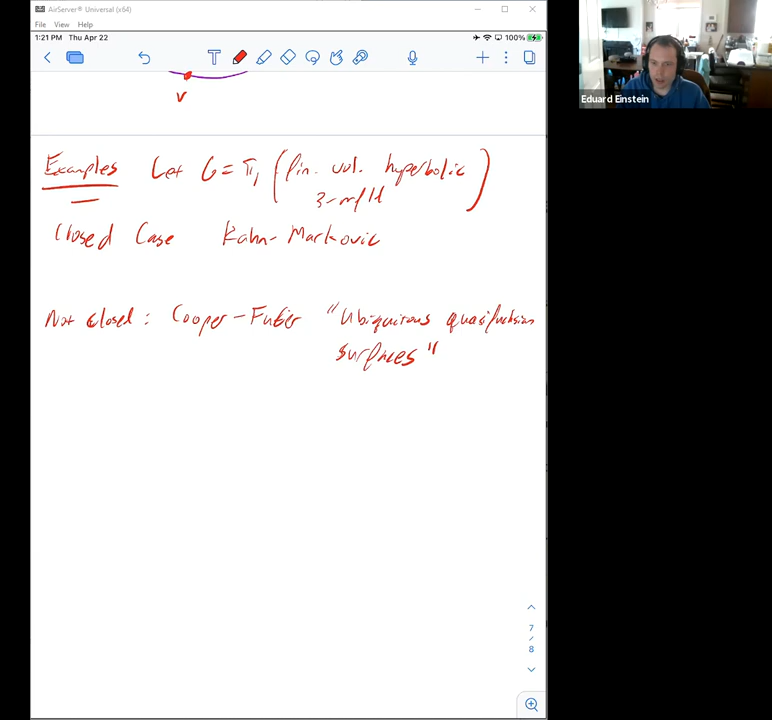 AirServer® Universal (x64)
File Edit View Help
1:21 PM Thu Apr 22
100%
Eduard Einstein
v
Examples Let G = π₁ (fin. vol. hyperbolic
3-mfld)
Closed Case Kahn-Markovic
Not closed: Cooper-Futer "Ubiquitous quasifuchsian
surfaces"
7
/
8